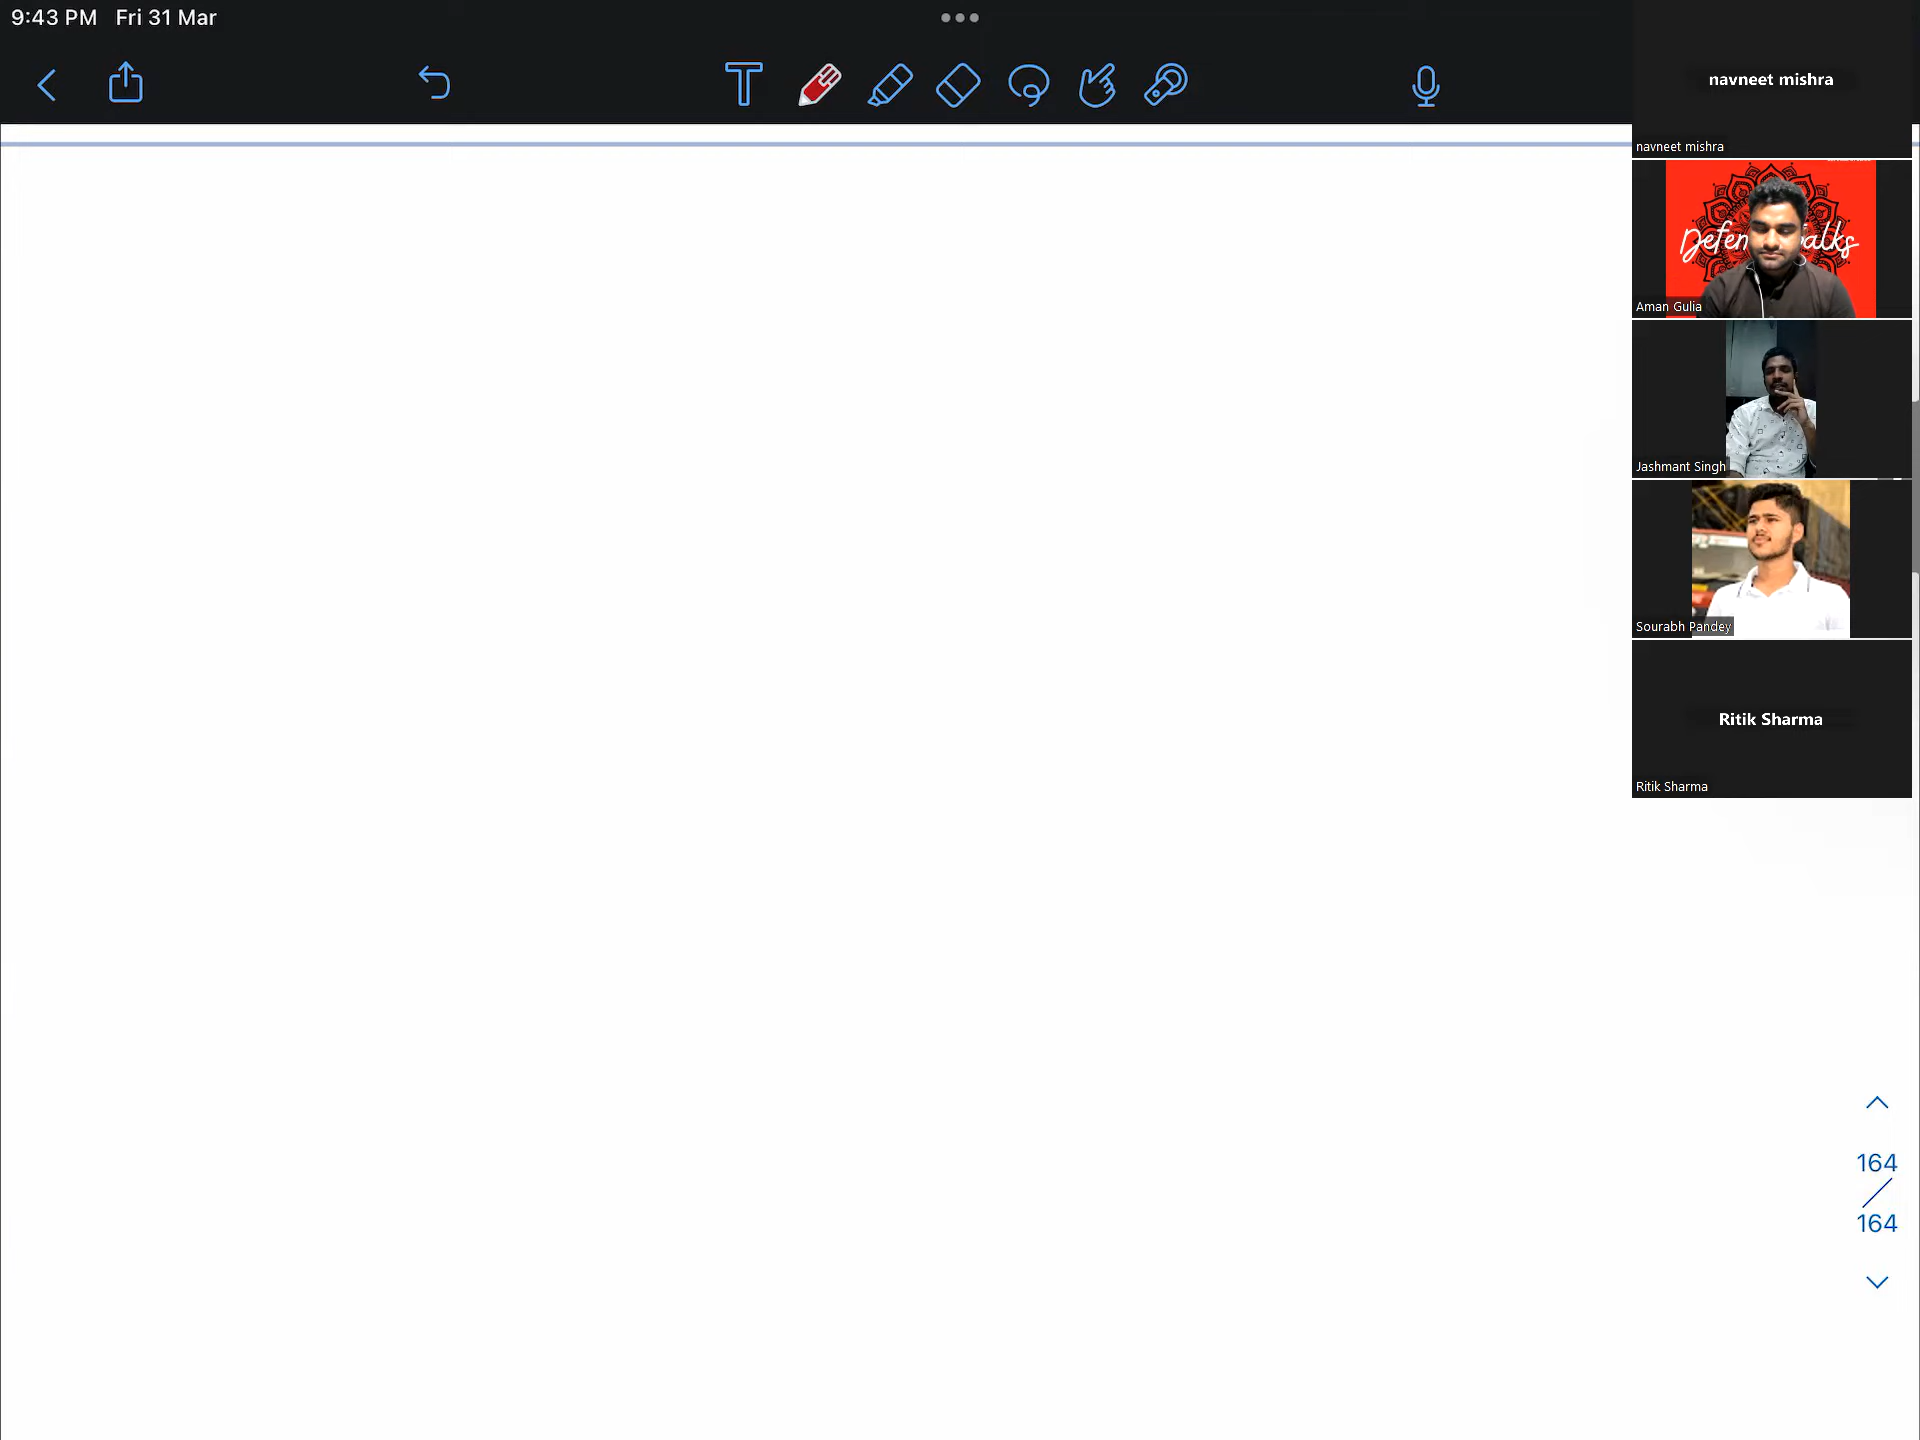 9:43 PM Fri 31 Mar
navneet mishra
navneet mishra
Aman Gulia
Jashmant Singh
Sourabh Pandey
Ritik Sharma
Ritik Sharma
164
164